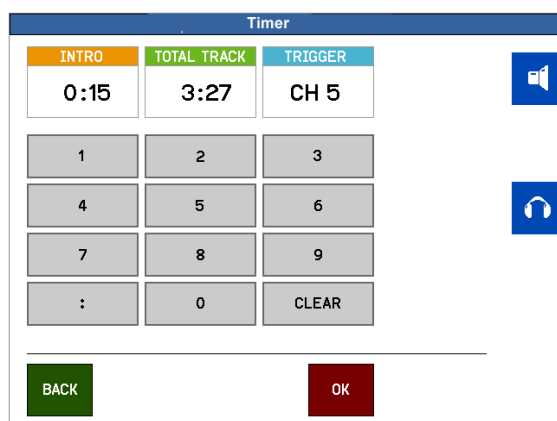 Timer
INTRO TOTAL TRACK TRIGGER
0:15 3:27 CH 5
1 2 3
4 5 6
7 8 9
: 0 CLEAR
BACK OK